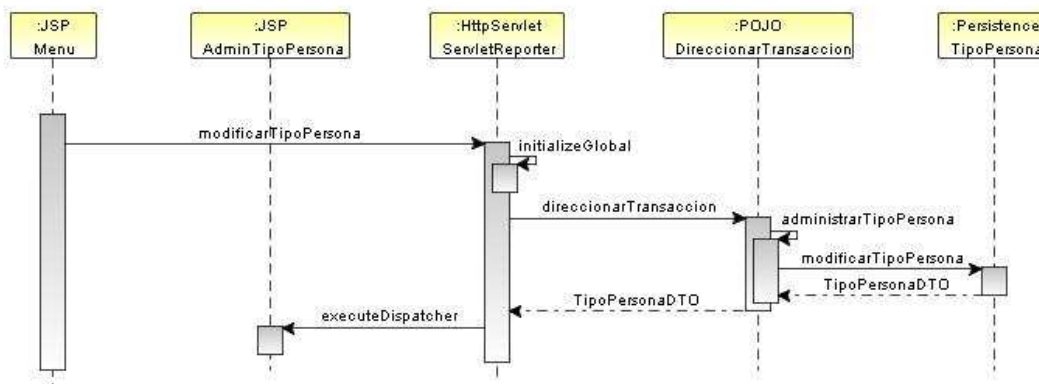 :JSP
Menu
:JSP
AdminTipoPersona
:HttpServlet
ServletReporter
:POJO
DireccionarTransaccion
:Persistence
TipoPersona
modificarTipoPersona
initializeGlobal
direccionarTransaccion
administrarTipoPersona
modificarTipoPersona
TipoPersonaDTO
TipoPersonaDTO
executeDispatcher